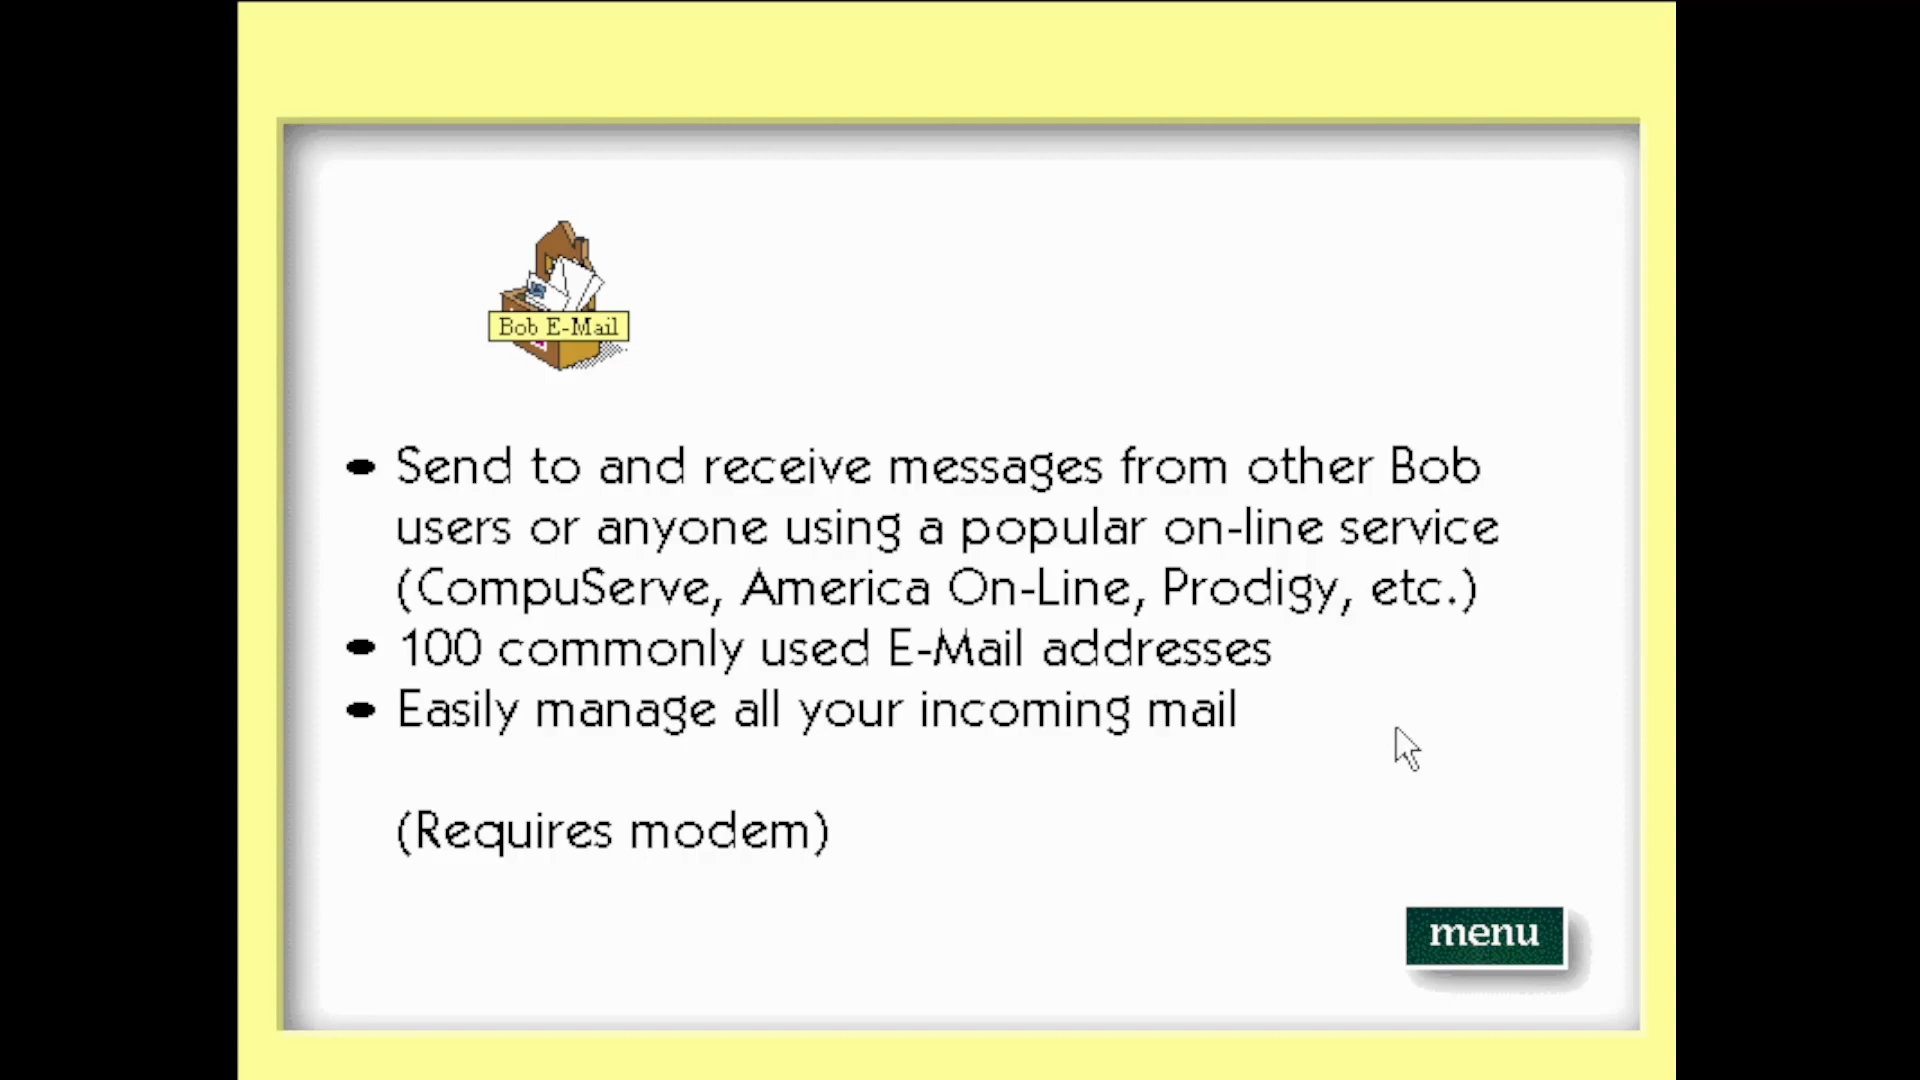 Bob E-Mail
Send to and receive messages from other Bob
users or anyone using a popular on-line service
(CompuServe, America On-Line, Prodigy, etc.)
100 commonly used E-Mail addresses
Easily manage all your incoming mail
(Requires modem)
menu